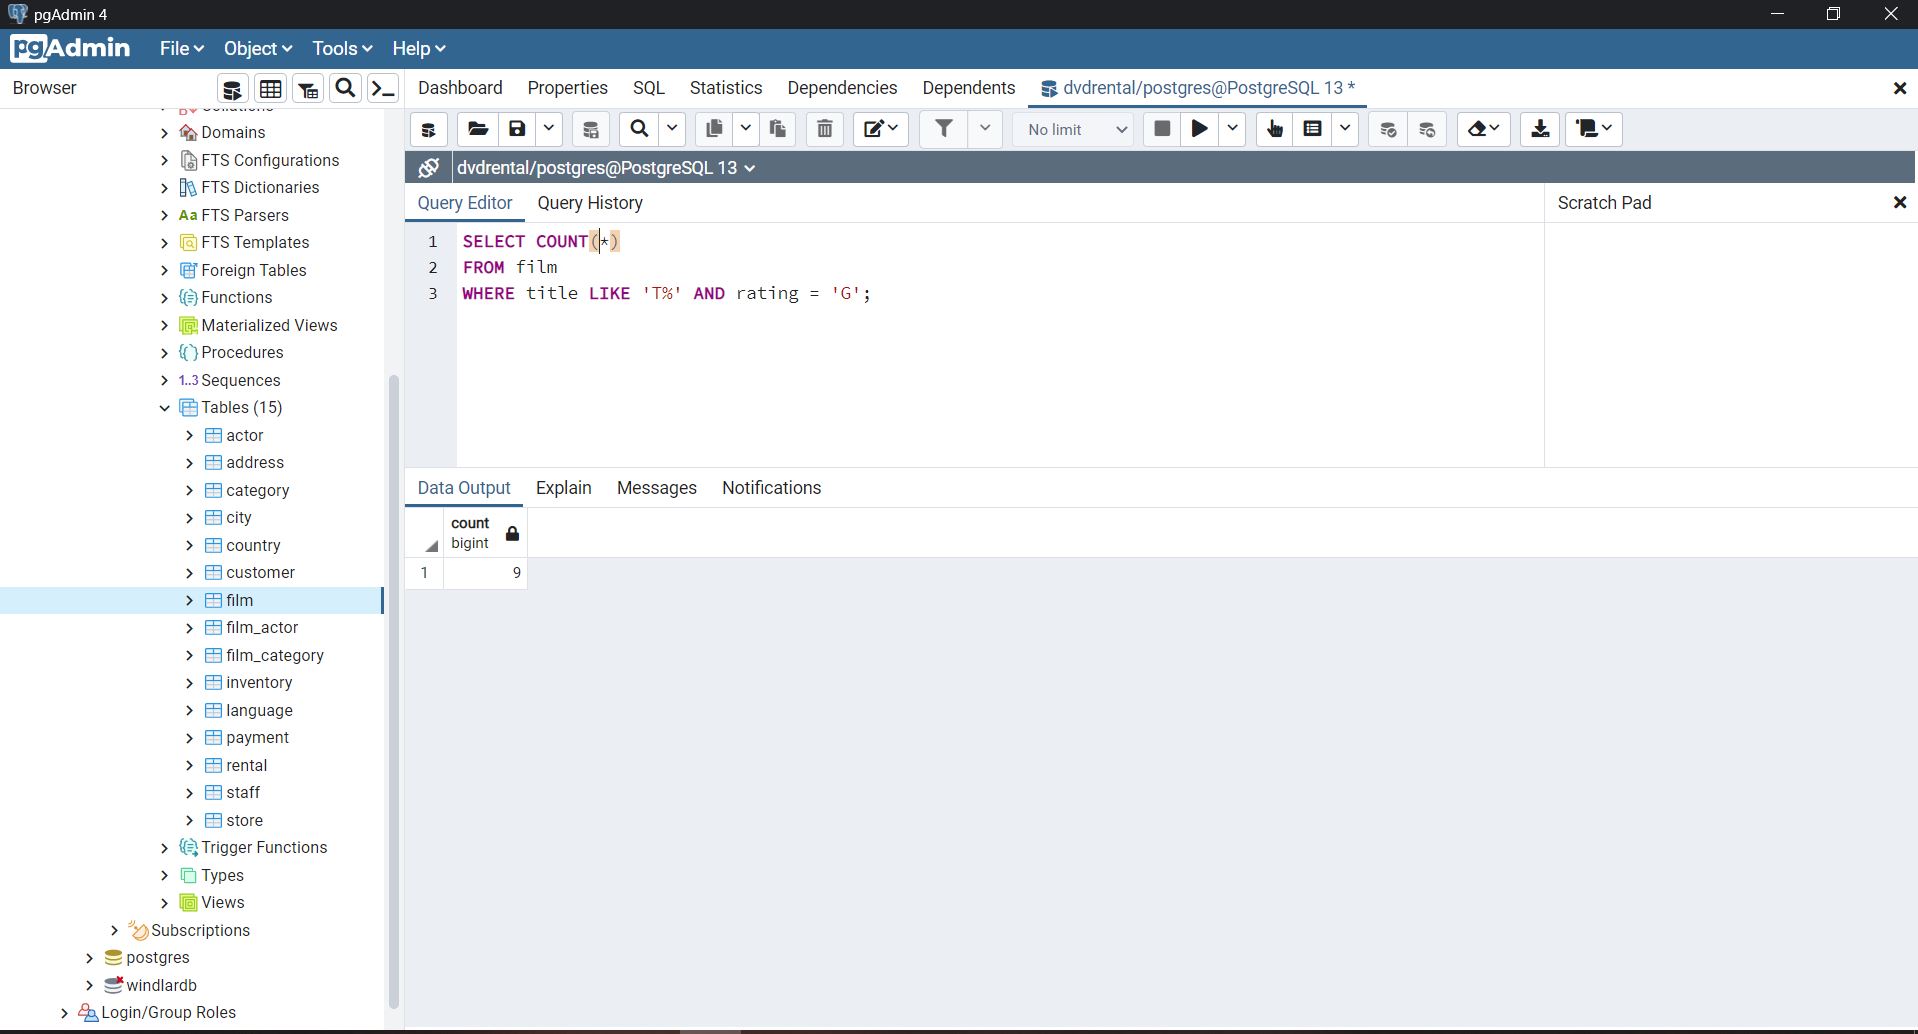 pgAdmin 4
pgAdmin File Object Tools Help
Browser
Dashboard Properties SQL Statistics Dependencies Dependents dvdrental/postgres@PostgreSQL 13 *
No limit
dvdrental/postgres@PostgreSQL 13
Query Editor Query History
Scratch Pad
1 SELECT COUNT(*)
2 FROM film
3 WHERE title LIKE 'T%' AND rating = 'G';
Data Output Explain Messages Notifications
count
bigint
1 9
Domains
FTS Configurations
FTS Dictionaries
Aa FTS Parsers
FTS Templates
Foreign Tables
Functions
Materialized Views
Procedures
1..3 Sequences
Tables (15)
actor
address
category
city
country
customer
film
film_actor
film_category
inventory
language
payment
rental
staff
store
Trigger Functions
Types
Views
Subscriptions
postgres
windlardb
Login/Group Roles